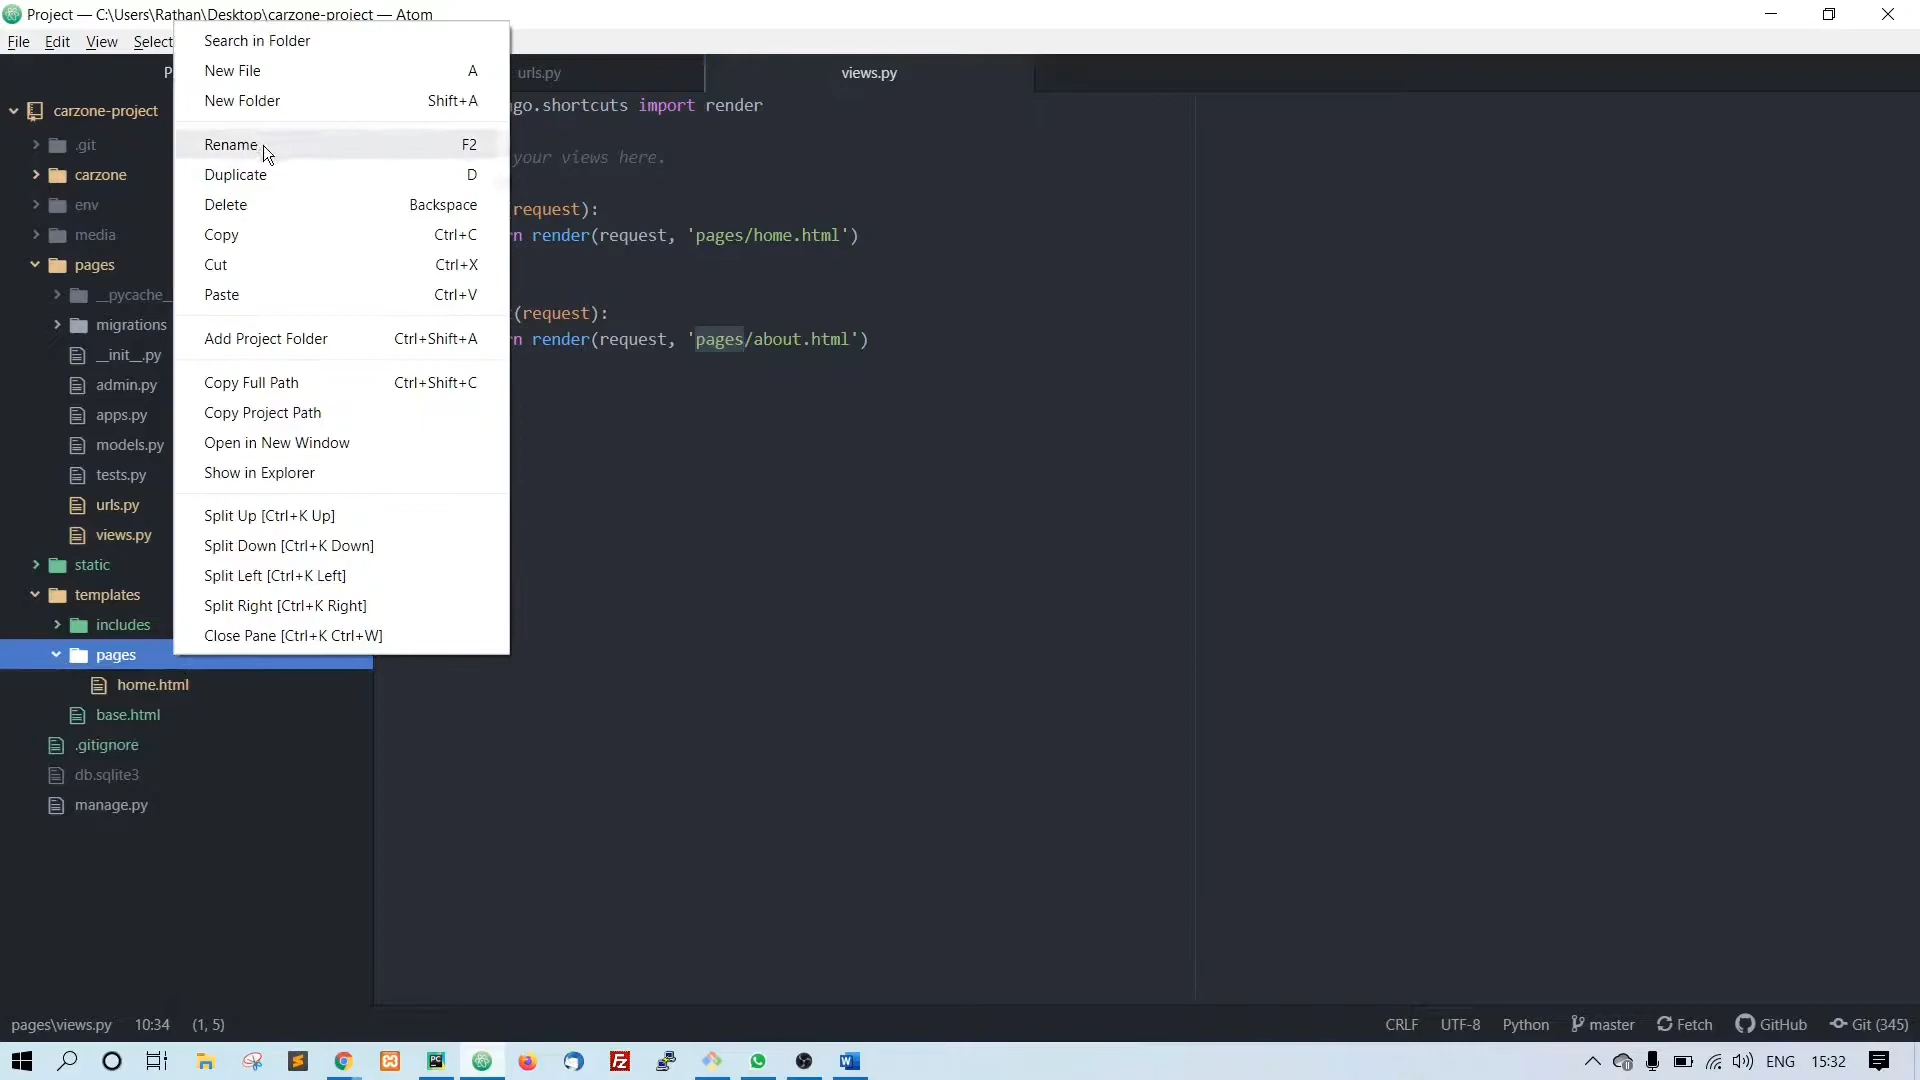 Project — C:\Users\Rathan\Desktop\carzone-project — Atom
File Edit View Select
Search in Folder
New File A
New Folder Shift+A
Rename F2
Duplicate D
Delete Backspace
Copy Ctrl+C
Cut Ctrl+X
Paste Ctrl+V
Add Project Folder Ctrl+Shift+A
Copy Full Path Ctrl+Shift+C
Copy Project Path
Open in New Window
Show in Explorer
Split Up [Ctrl+K Up]
Split Down [Ctrl+K Down]
Split Left [Ctrl+K Left]
Split Right [Ctrl+K Right]
Close Pane [Ctrl+K Ctrl+W]
P
carzone-project
.git
carzone
env
media
pages
__pycache_
migrations
__init__.py
admin.py
apps.py
models.py
tests.py
urls.py
views.py
static
templates
includes
pages
home.html
base.html
.gitignore
db.sqlite3
manage.py
urls.py views.py
go.shortcuts import render
your views here.
(request):
n render(request, 'pages/home.html')
(request):
n render(request, 'pages/about.html')
pages\views.py 10:34 (1, 5) CRLF UTF-8 Python master Fetch GitHub Git (345)
ENG 15:32